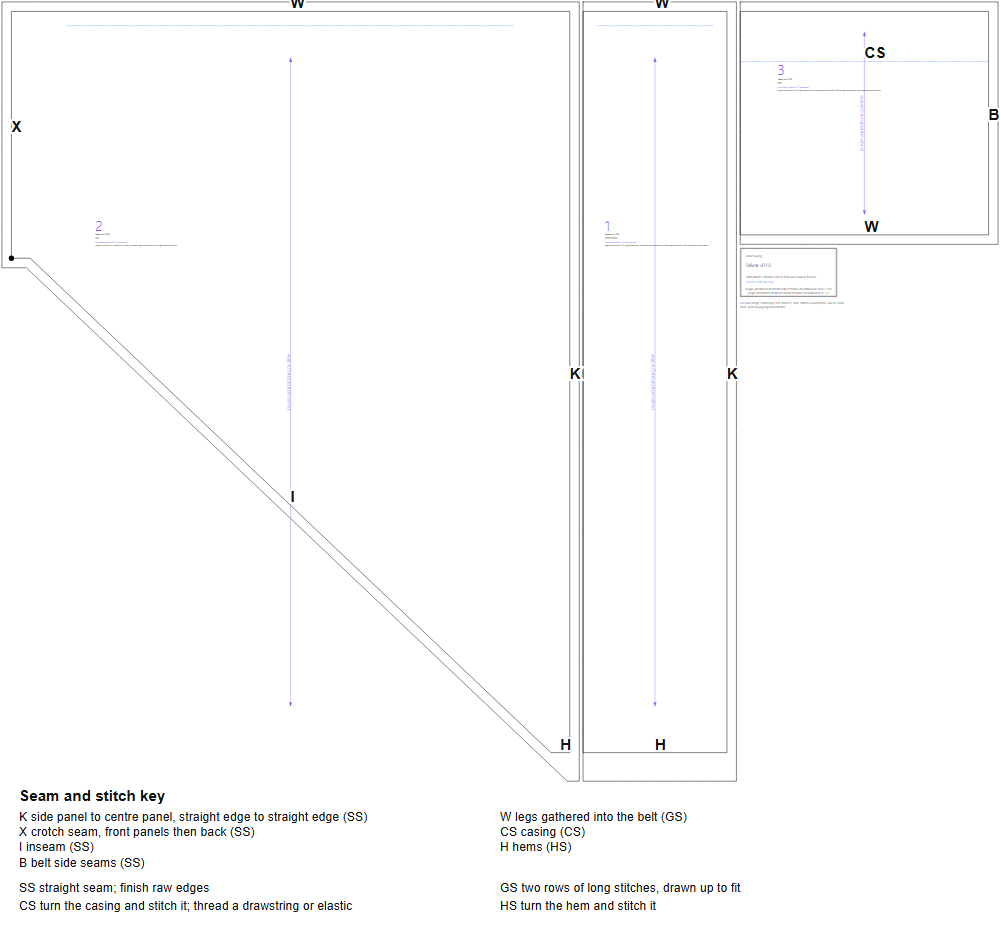 W
W
CS
3
X
B
2
1
W
Salwar v0.1.0
K
K
I
H
H
Seam and stitch key
K side panel to centre panel, straight edge to straight edge (SS)
X crotch seam, front panels then back (SS)
I inseam (SS)
B belt side seams (SS)
W legs gathered into the belt (GS)
CS casing (CS)
H hems (HS)
SS straight seam; finish raw edges
CS turn the casing and stitch it; thread a drawstring or elastic
GS two rows of long stitches, drawn up to fit
HS turn the hem and stitch it